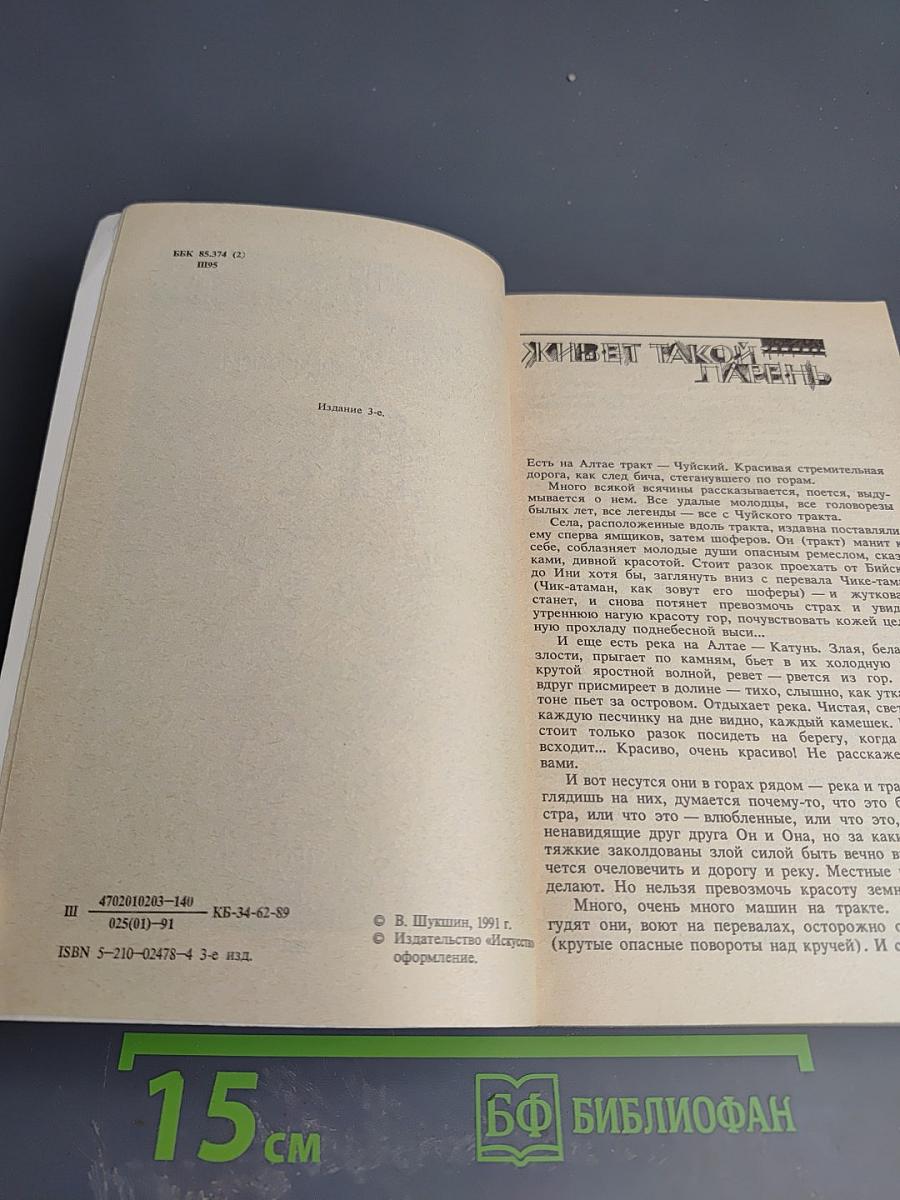 ББК 85.374 (2)
Ш95
Издание 3-е.
Ш 4702010203—140 КБ-34-62-89
025(01)—91
ISBN 5—210—02478—4 3-е изд.
© В. Шукшин, 1991 г.
© Издательство «Искусство
оформление.
ЖИВЕТ ТАКОЙ
ПАРЕНЬ
Есть на Алтае тракт — Чуйский. Красивая стремительная
дорога, как след бича, стеганувшего по горам.
Много всякой всячины рассказывается, поется, выду-
мывается о нем. Все удалые молодцы, все головорезы
былых лет, все легенды — все с Чуйского тракта.
Села, расположенные вдоль тракта, издавна поставляли
ему сперва ямщиков, затем шоферов. Он (тракт) манит к
себе, соблазняет молодые души опасным ремеслом, сказ
ками, дивной красотой. Стоит разок проехать от Бийск
до Ини хотя бы, заглянуть вниз с перевала Чике-там
(Чик-атаман, как зовут его шоферы) — и жутков
станет, и снова потянет превозмочь страх и увид
утреннюю нагую красоту гор, почувствовать кожей цел
ную прохладу поднебесной выси...
И еще есть река на Алтае — Катунь. Злая, бела
злости, прыгает по камням, бьет в их холодную
крутой яростной волной, ревет — рвется из гор.
вдруг присмиреет в долине — тихо, слышно, как утк
тоне пьет за островом. Отдыхает река. Чистая, свет
каждую песчинку на дне видно, каждый камешек.
стоит только разок посидеть на берегу, когда
всходит... Красиво, очень красиво! Не расскаже
вами.
И вот несутся они в горах рядом — река и тра
глядишь на них, думается почему-то, что это б
стра, или что это — влюбленные, или что это,
ненавидящие друг друга Он и Она, но за каки
тяжкие заколдованы злой силой быть вечно в
чется очеловечить и дорогу и реку. Местные
делают. Но нельзя превозмочь красоту земн
Много, очень много машин на тракте.
гудят они, воют на перевалах, осторожно с
(крутые опасные повороты над кручей). И с
15 см
БФ БИБЛИОФАН